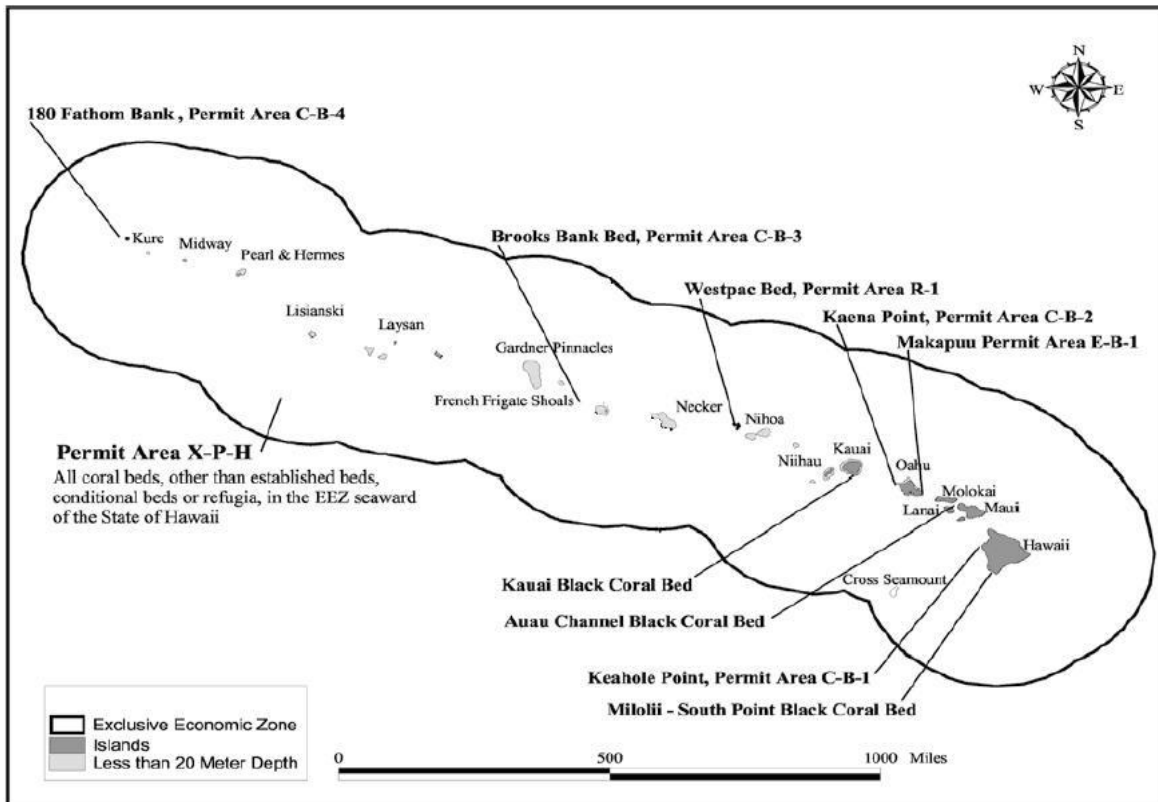 N
W E
S
180 Fathom Bank , Permit Area C-B-4
Kure
Midway
Pearl & Hermes
Brooks Bank Bed, Permit Area C-B-3
Westpac Bed, Permit Area R-1
Kaena Point, Permit Area C-B-2
Makapuu Permit Area E-B-1
Lisianski
Laysan
Gardner Pinnacles
French Frigate Shoals
Necker
Nihoa
Niihau
Kauai
Oahu
Molokai
Lanai
Maui
Hawaii
Permit Area X-P-H
All coral beds, other than established beds,
conditional beds or refugia, in the EEZ seaward
of the State of Hawaii
Cross Seamount
Kauai Black Coral Bed
Auau Channel Black Coral Bed
Keahole Point, Permit Area C-B-1
Milolii - South Point Black Coral Bed
Exclusive Economic Zone
Islands
Less than 20 Meter Depth
0 500 1000 Miles